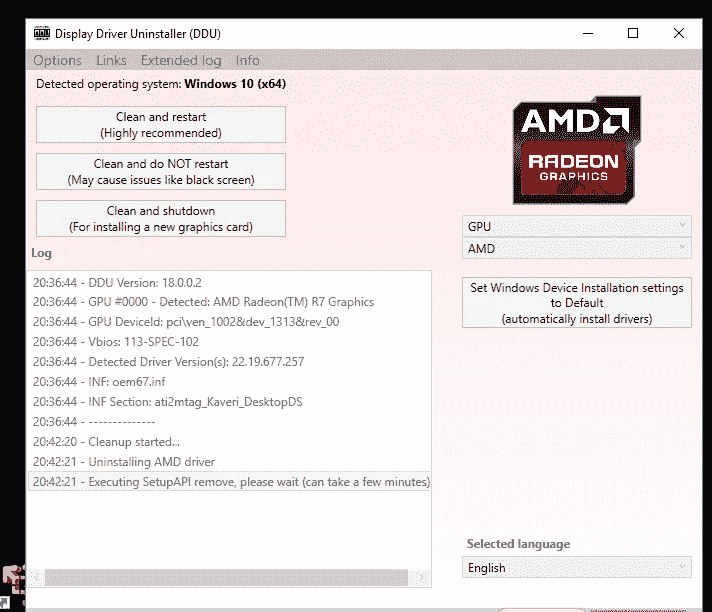 Display Driver Uninstaller (DDU)
Options Links Extended log Info
Detected operating system: Windows 10 (x64)
Clean and restart
(Highly recommended)
Clean and do NOT restart
(May cause issues like black screen)
Clean and shutdown
(For installing a new graphics card)
AMD
RADEON
GRAPHICS
GPU
AMD
Set Windows Device Installation settings
to Default
(automatically install drivers)
Log
20:36:44 - DDU Version: 18.0.0.2
20:36:44 - GPU #0000 - Detected: AMD Radeon(TM) R7 Graphics
20:36:44 - GPU DeviceId: pci\ven_1002&dev_1313&rev_00
20:36:44 - Vbios: 113-SPEC-102
20:36:44 - Detected Driver Version(s): 22.19.677.257
20:36:44 - INF: oem67.inf
20:36:44 - INF Section: ati2mtag_Kaveri_DesktopDS
20:36:44 - --------------
20:42:20 - Cleanup started...
20:42:21 - Uninstalling AMD driver
20:42:21 - Executing SetupAPI remove, please wait (can take a few minutes)
Selected language
English